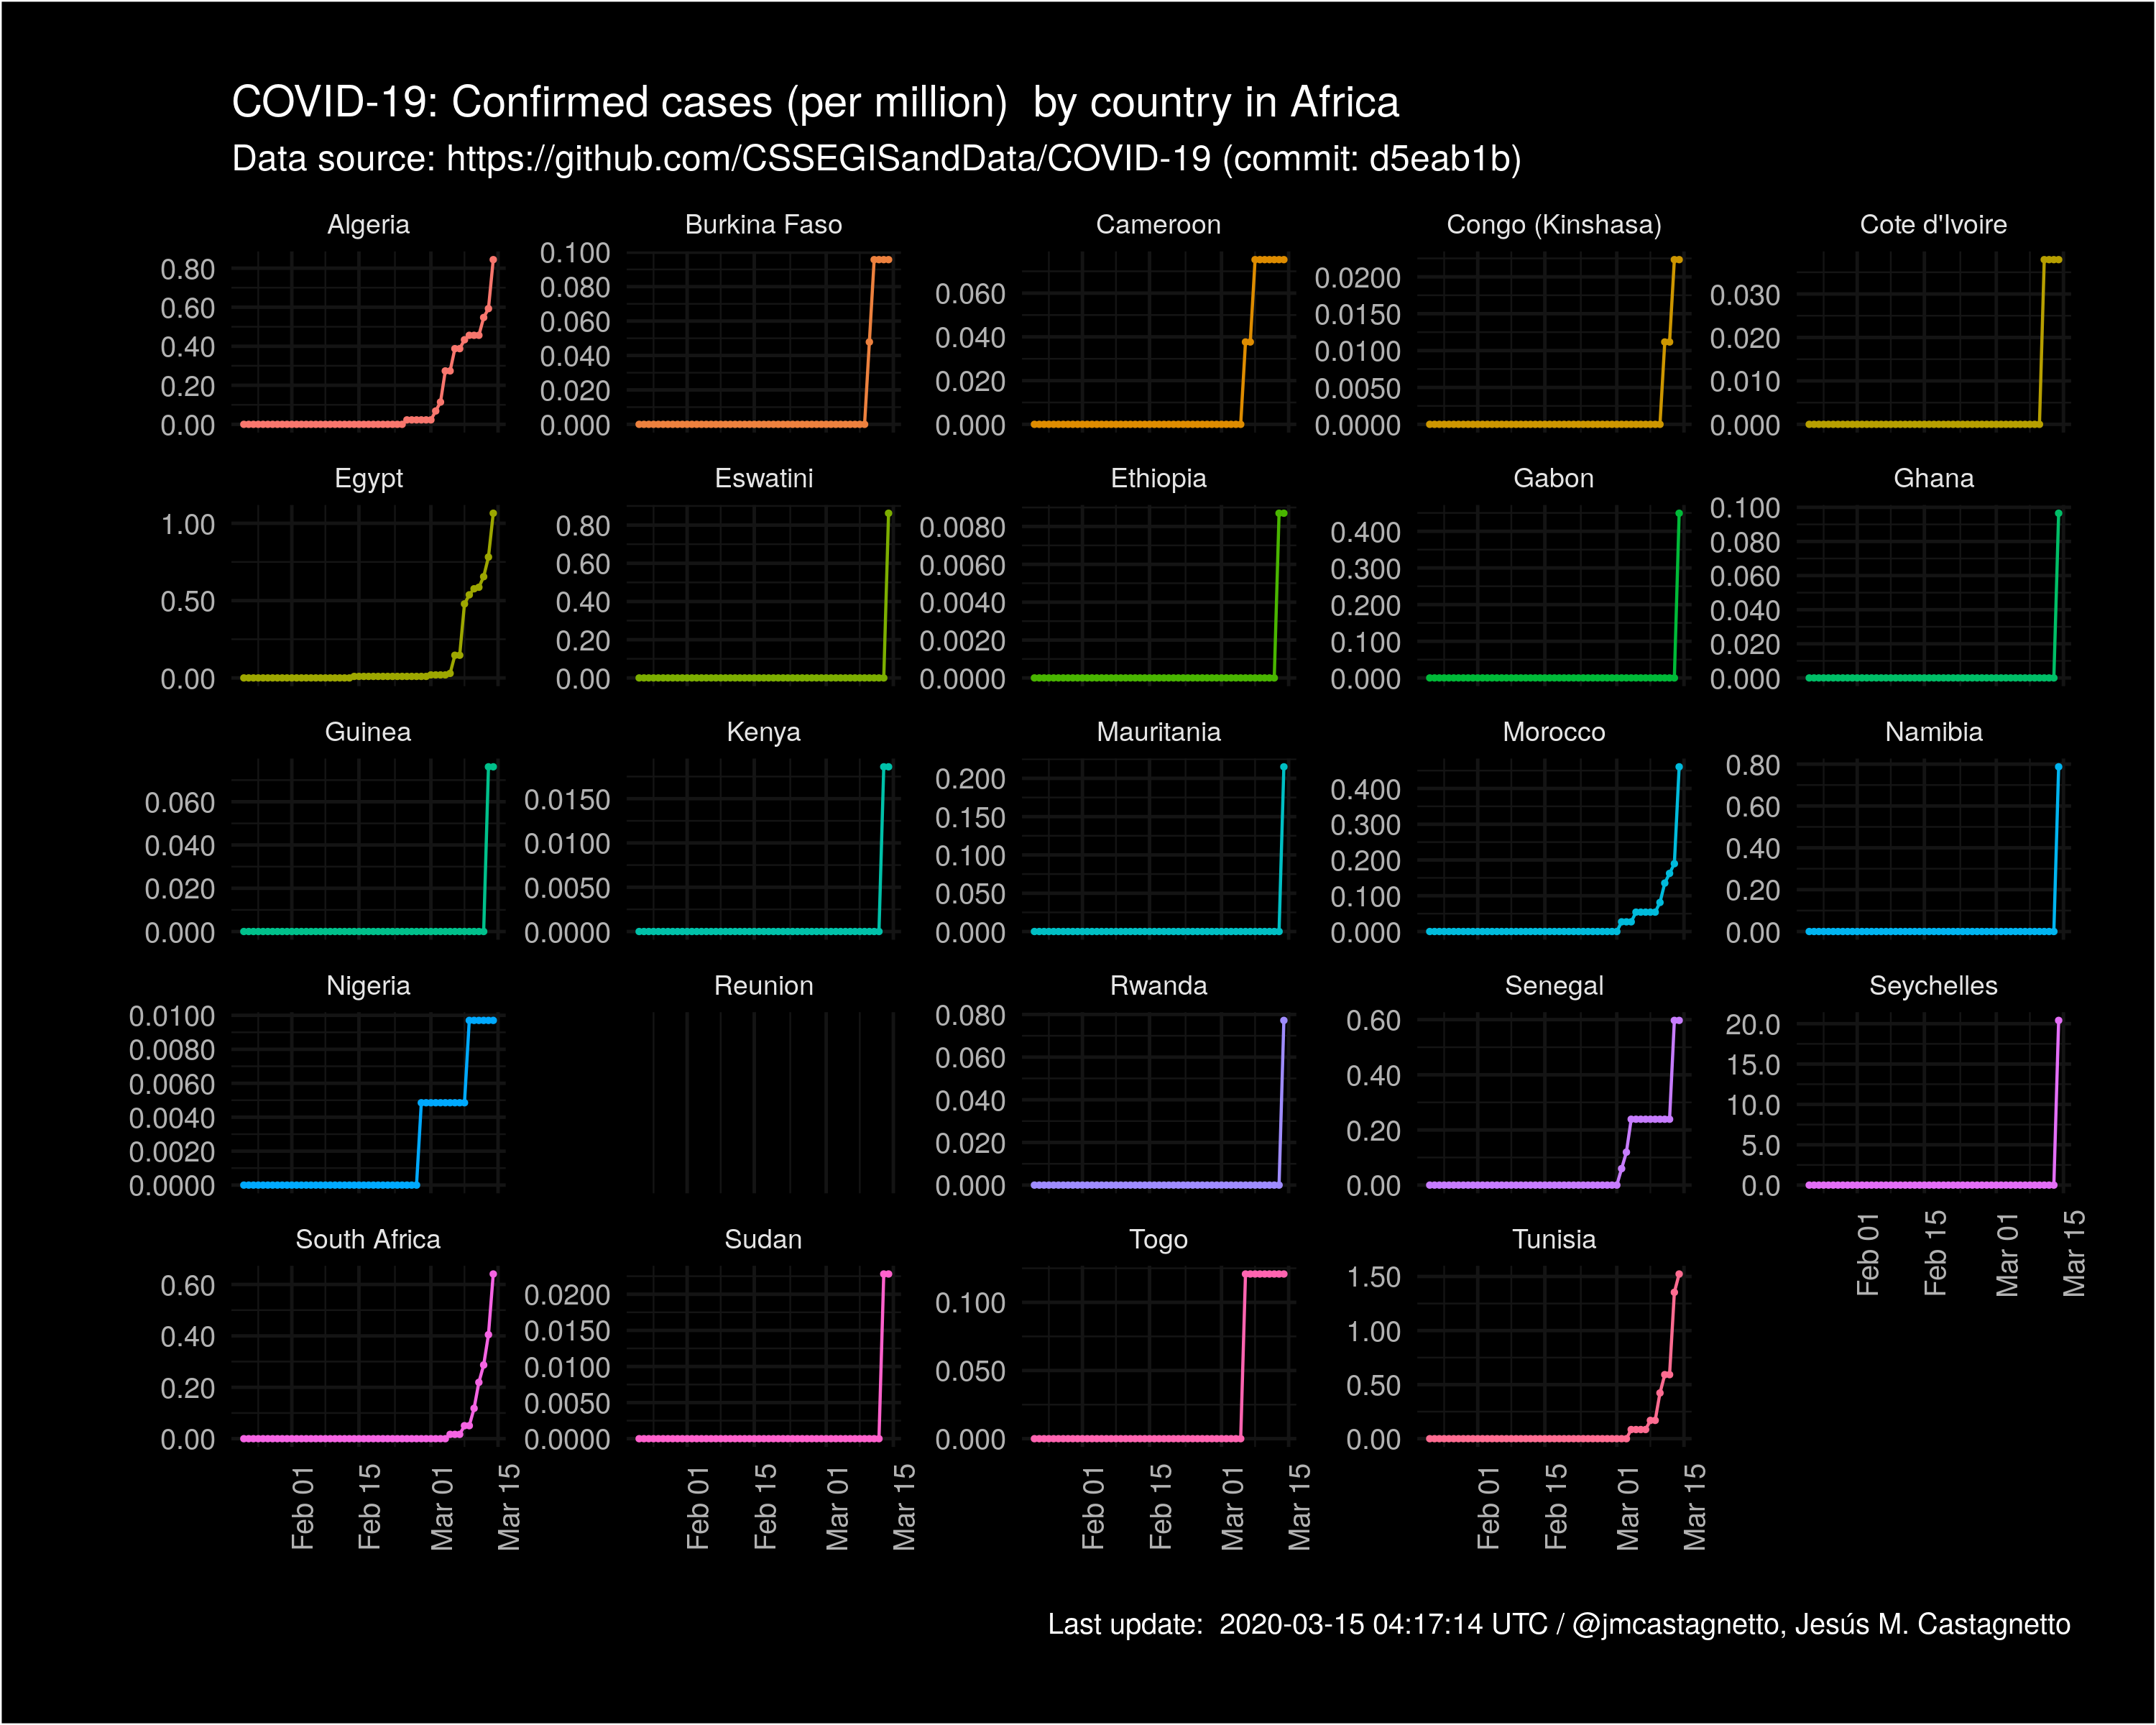 COVID-19: Confirmed cases (per million)  by country in Africa
Data source: https://github.com/CSSEGISandData/COVID-19 (commit: d5eab1b)
Algeria
0.80
0.60
0.40
0.20
0.00
Burkina Faso
0.100
0.080
0.060
0.040
0.020
0.000
Cameroon
0.060
0.040
0.020
0.000
Congo (Kinshasa)
0.0200
0.0150
0.0100
0.0050
0.0000
Cote d'Ivoire
0.030
0.020
0.010
0.000
Egypt
1.00
0.50
0.00
Eswatini
0.80
0.60
0.40
0.20
0.00
Ethiopia
0.0080
0.0060
0.0040
0.0020
0.0000
Gabon
0.400
0.300
0.200
0.100
0.000
Ghana
0.100
0.080
0.060
0.040
0.020
0.000
Guinea
0.060
0.040
0.020
0.000
Kenya
0.0150
0.0100
0.0050
0.0000
Mauritania
0.200
0.150
0.100
0.050
0.000
Morocco
0.400
0.300
0.200
0.100
0.000
Namibia
0.80
0.60
0.40
0.20
0.00
Nigeria
0.0100
0.0080
0.0060
0.0040
0.0020
0.0000
Reunion
Rwanda
0.080
0.060
0.040
0.020
0.000
Senegal
0.60
0.40
0.20
0.00
Seychelles
20.0
15.0
10.0
5.0
0.0
Feb 01
Feb 15
Mar 01
Mar 15
South Africa
0.60
0.40
0.20
0.00
Feb 01
Feb 15
Mar 01
Mar 15
Sudan
0.0200
0.0150
0.0100
0.0050
0.0000
Feb 01
Feb 15
Mar 01
Mar 15
Togo
0.100
0.050
0.000
Feb 01
Feb 15
Mar 01
Mar 15
Tunisia
1.50
1.00
0.50
0.00
Feb 01
Feb 15
Mar 01
Mar 15
Last update:  2020-03-15 04:17:14 UTC / @jmcastagnetto, Jesús M. Castagnetto